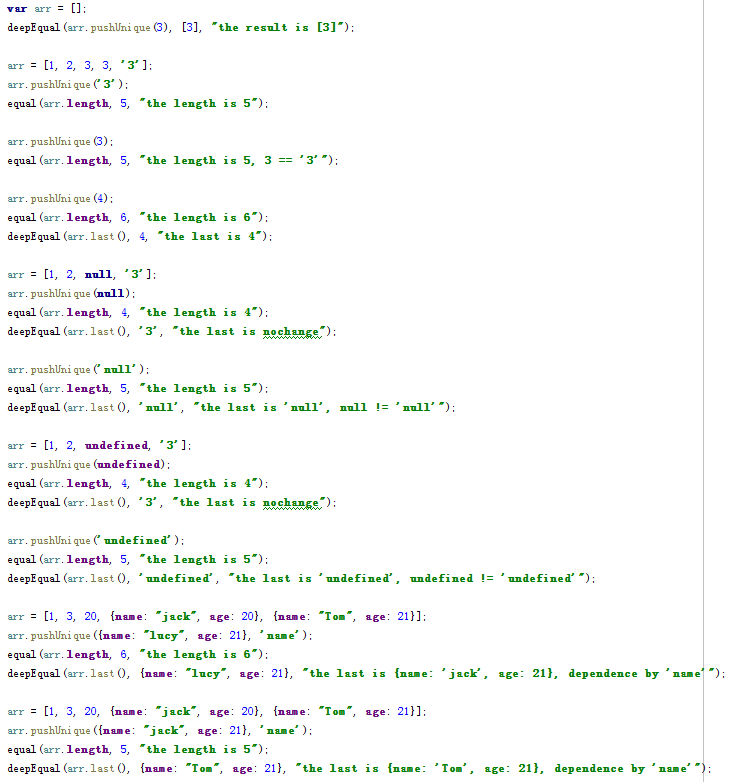 var arr = [];
deepEqual(arr.pushUnique(3), [3], "the result is [3]");
arr = [1, 2, 3, 3, '3'];
arr.pushUnique('3');
equal(arr.length, 5, "the length is 5");
arr.pushUnique(3);
equal(arr.length, 5, "the length is 5, 3 == '3'");
arr.pushUnique(4);
equal(arr.length, 6, "the length is 6");
deepEqual(arr.last(), 4, "the last is 4");
arr = [1, 2, null, '3'];
arr.pushUnique(null);
equal(arr.length, 4, "the length is 4");
deepEqual(arr.last(), '3', "the last is nochange");
arr.pushUnique('null');
equal(arr.length, 5, "the length is 5");
deepEqual(arr.last(), 'null', "the last is 'null', null != 'null'");
arr = [1, 2, undefined, '3'];
arr.pushUnique(undefined);
equal(arr.length, 4, "the length is 4");
deepEqual(arr.last(), '3', "the last is nochange");
arr.pushUnique('undefined');
equal(arr.length, 5, "the length is 5");
deepEqual(arr.last(), 'undefined', "the last is 'undefined', undefined != 'undefined'");
arr = [1, 3, 20, {name: "jack", age: 20}, {name: "Tom", age: 21}];
arr.pushUnique({name: "lucy", age: 21}, 'name');
equal(arr.length, 6, "the length is 6");
deepEqual(arr.last(), {name: "lucy", age: 21}, "the last is {name: 'jack', age: 21}, dependence by 'name'");
arr = [1, 3, 20, {name: "jack", age: 20}, {name: "Tom", age: 21}];
arr.pushUnique({name: "jack", age: 21}, 'name');
equal(arr.length, 5, "the length is 5");
deepEqual(arr.last(), {name: "Tom", age: 21}, "the last is {name: 'Tom', age: 21}, dependence by 'name'");